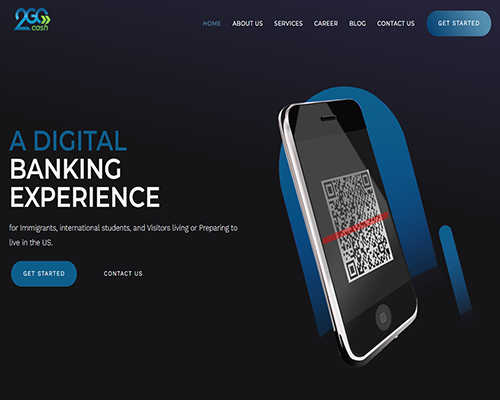 2GO
cash
HOME ABOUT US SERVICES CAREER BLOG CONTACT US GET STARTED
A DIGITAL
BANKING
EXPERIENCE
for Immigrants, international students, and Visitors living or Preparing to
live in the US.
GET STARTED CONTACT US